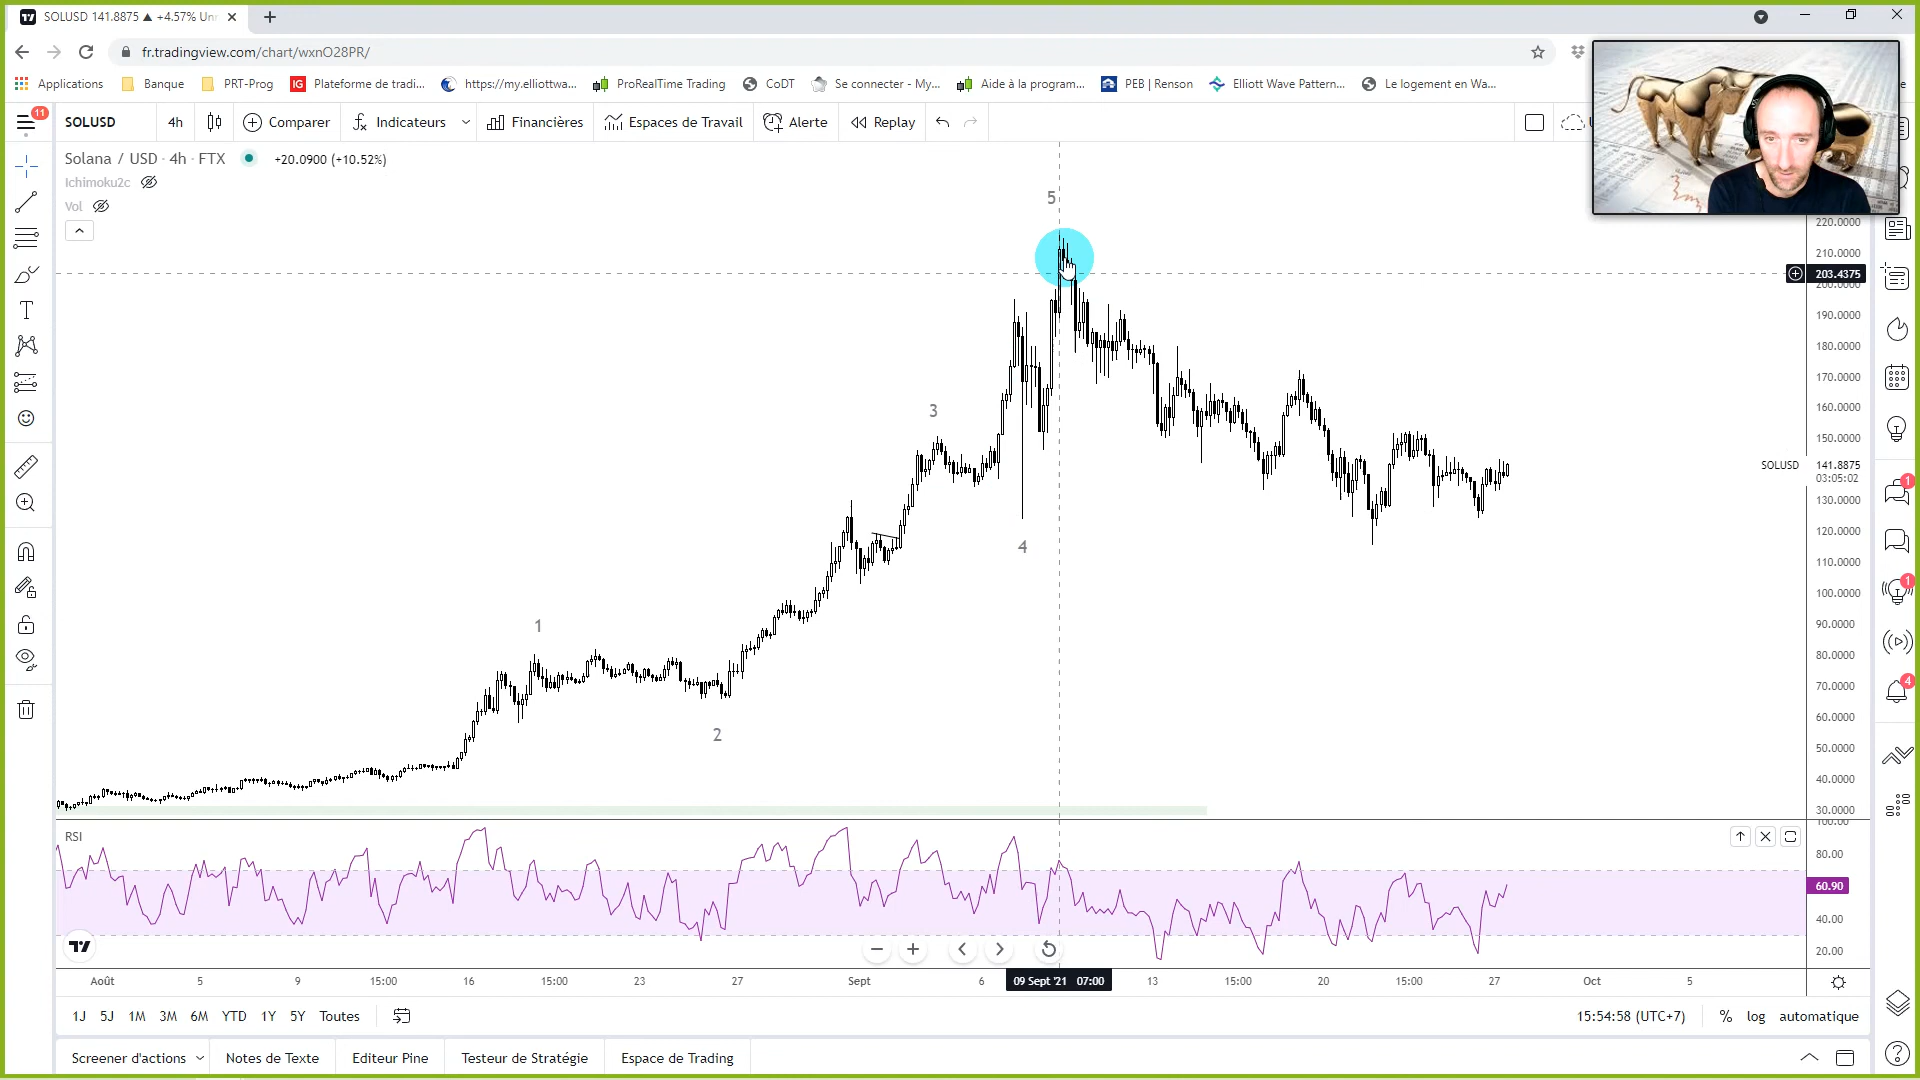 SOLUSD 141.8875 ▲ +4.57% Un
fr.tradingview.com/chart/wxnO28PR/
Applications Banque PRT-Prog IG Plateforme de tradi... https://my.elliottwa... ProRealTime Trading CoDT Se connecter - My... Aide à la program... PEB | Renson Elliott Wave Pattern... Le logement en Wa...
11
SOLUSD 4h Comparer Indicateurs Financières Espaces de Travail Alerte Replay
Solana / USD · 4h · FTX +20.0900 (+10.52%)
Ichimoku2c
Vol
5
3
4
1
2
220.0000
210.0000
203.4375
200.0000
190.0000
180.0000
170.0000
160.0000
150.0000
SOLUSD 141.8875
03:05:02
130.0000
120.0000
110.0000
100.0000
90.0000
80.0000
70.0000
60.0000
50.0000
40.0000
30.0000
1
1
4
RSI
100.00
80.00
60.90
40.00
20.00
Août 5 9 15:00 16 15:00 23 27 Sept 6 09 Sept '21 07:00 13 15:00 20 15:00 27 Oct 5
1J 5J 1M 3M 6M YTD 1Y 5Y Toutes 15:54:58 (UTC+7) % log automatique
Screener d'actions Notes de Texte Editeur Pine Testeur de Stratégie Espace de Trading